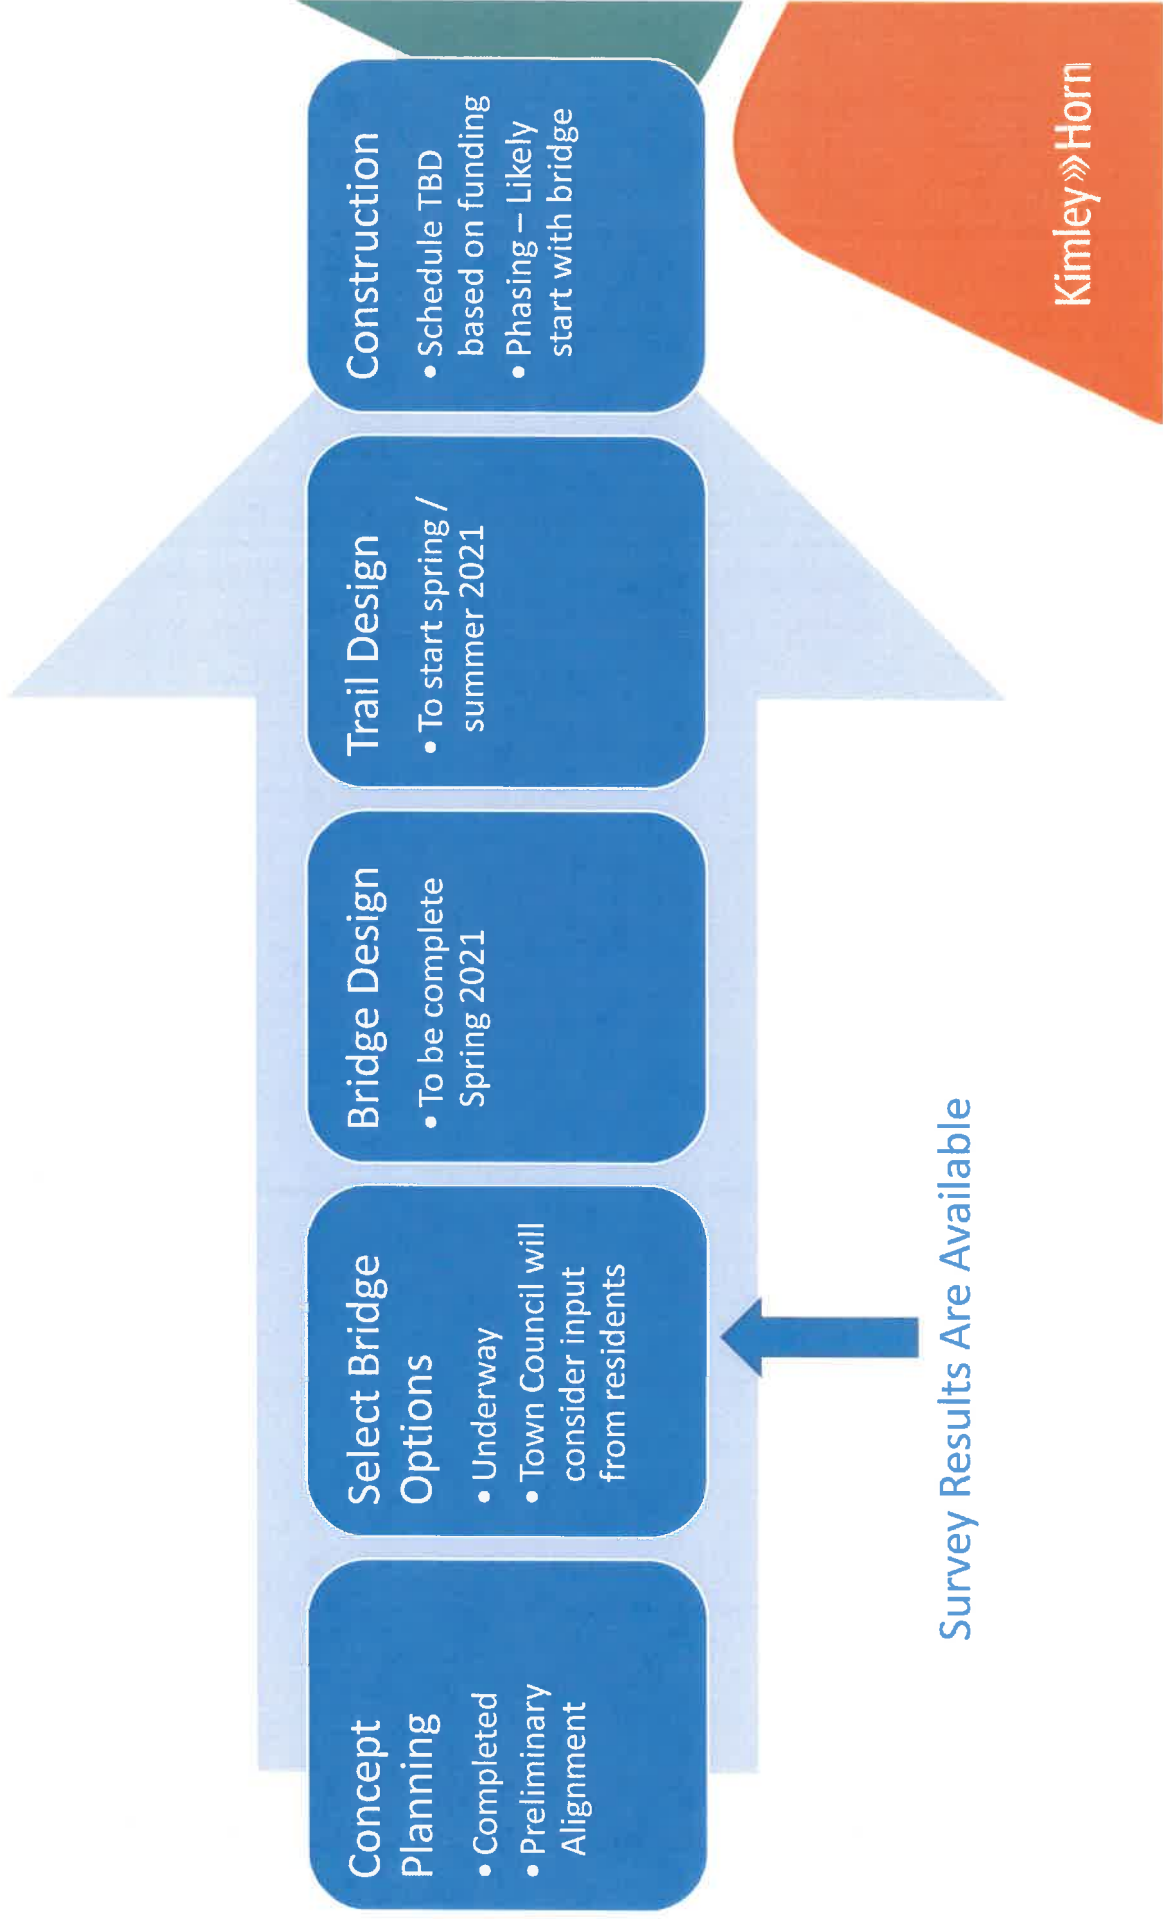 Concept
Planning
• Completed
• Preliminary
Alignment
Select Bridge
Options
• Underway
• Town Council will
consider input
from residents
Bridge Design
• To be complete
Spring 2021
Trail Design
• To start spring /
summer 2021
Construction
• Schedule TBD
based on funding
• Phasing – Likely
start with bridge
Survey Results Are Available
Kimley»Horn